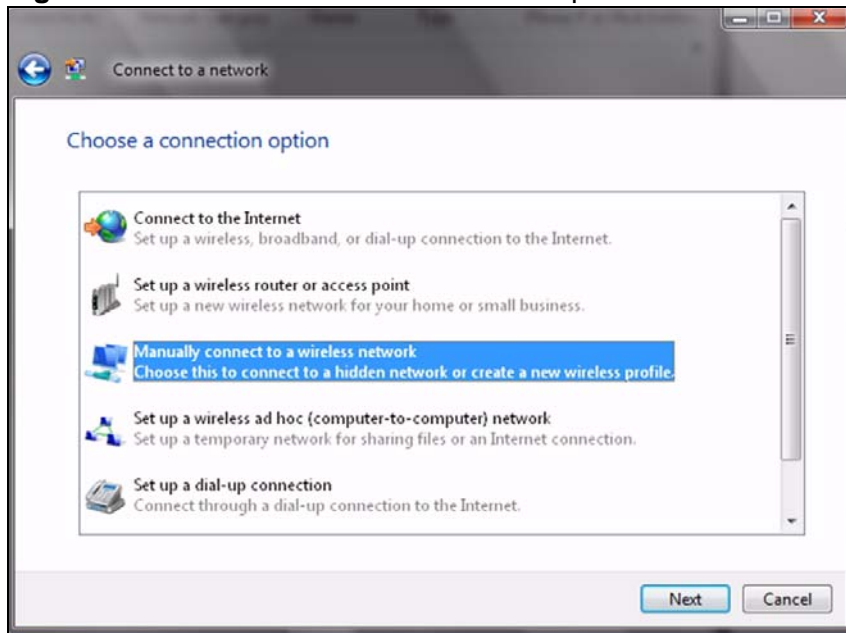 Connect to a network
Choose a connection option
Connect to the Internet
Set up a wireless, broadband, or dial-up connection to the Internet.
Set up a wireless router or access point
Set up a new wireless network for your home or small business.
Manually connect to a wireless network
Choose this to connect to a hidden network or create a new wireless profile.
Set up a wireless ad hoc (computer-to-computer) network
Set up a temporary network for sharing files or an Internet connection.
Set up a dial-up connection
Connect through a dial-up connection to the Internet.
Next Cancel